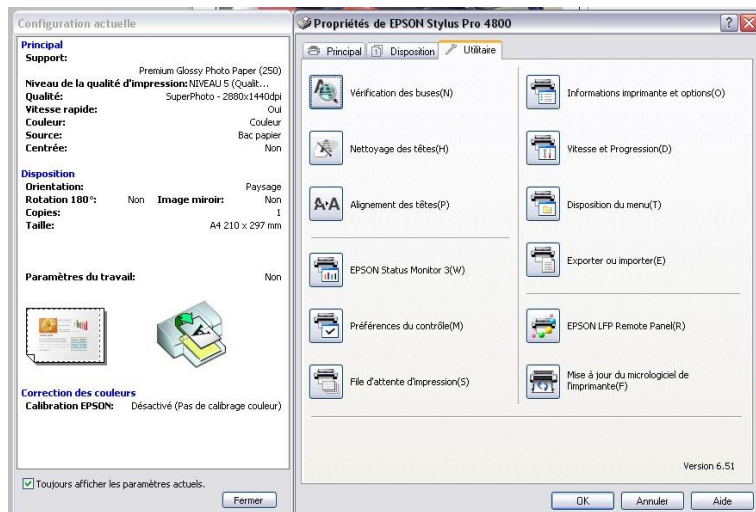 Configuration actuelle
Principal
Support:
Premium Glossy Photo Paper (250)
Niveau de la qualité d'impression: NIVEAU 5 (Qualit...
Qualité: SuperPhoto - 2880x1440dpi
Vitesse rapide: Oui
Couleur: Couleur
Source: Bac papier
Centrée: Non
Disposition
Orientation: Paysage
Rotation 180°: Non Image miroir: Non
Copies: 1
Taille: A4 210 x 297 mm
Paramètres du travail: Non
Correction des couleurs
Calibration EPSON: Désactivé (Pas de calibrage couleur)
Toujours afficher les paramètres actuels.
Fermer
Propriétés de EPSON Stylus Pro 4800
Principal Disposition Utilitaire
Vérification des buses(N)
Nettoyage des têtes(H)
Alignement des têtes(P)
EPSON Status Monitor 3(W)
Préférences du contrôle(M)
File d'attente d'impression(S)
Informations imprimante et options(O)
Vitesse et Progression(D)
Disposition du menu(T)
Exporter ou importer(E)
EPSON LFP Remote Panel(R)
Mise à jour du micrologiciel de
l'imprimante(F)
Version 6.51
OK Annuler Aide